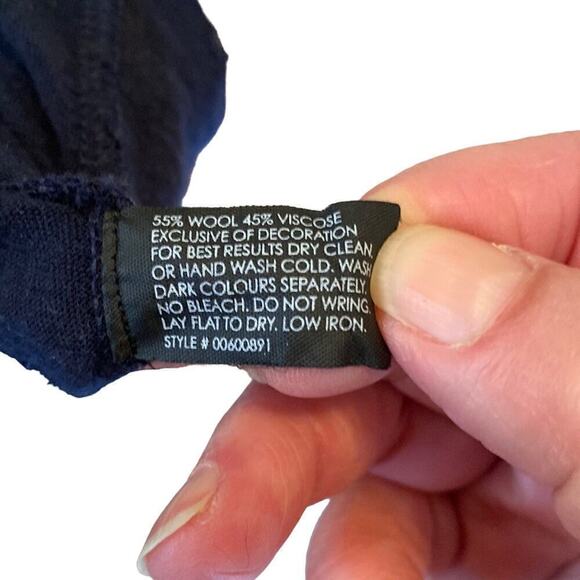 55% WOOL 45% VISCOSE
EXCLUSIVE OF DECORATION
FOR BEST RESULTS DRY CLEAN,
OR HAND WASH COLD. WASH
DARK COLOURS SEPARATELY.
NO BLEACH. DO NOT WRING.
LAY FLAT TO DRY. LOW IRON.
STYLE # 00600891